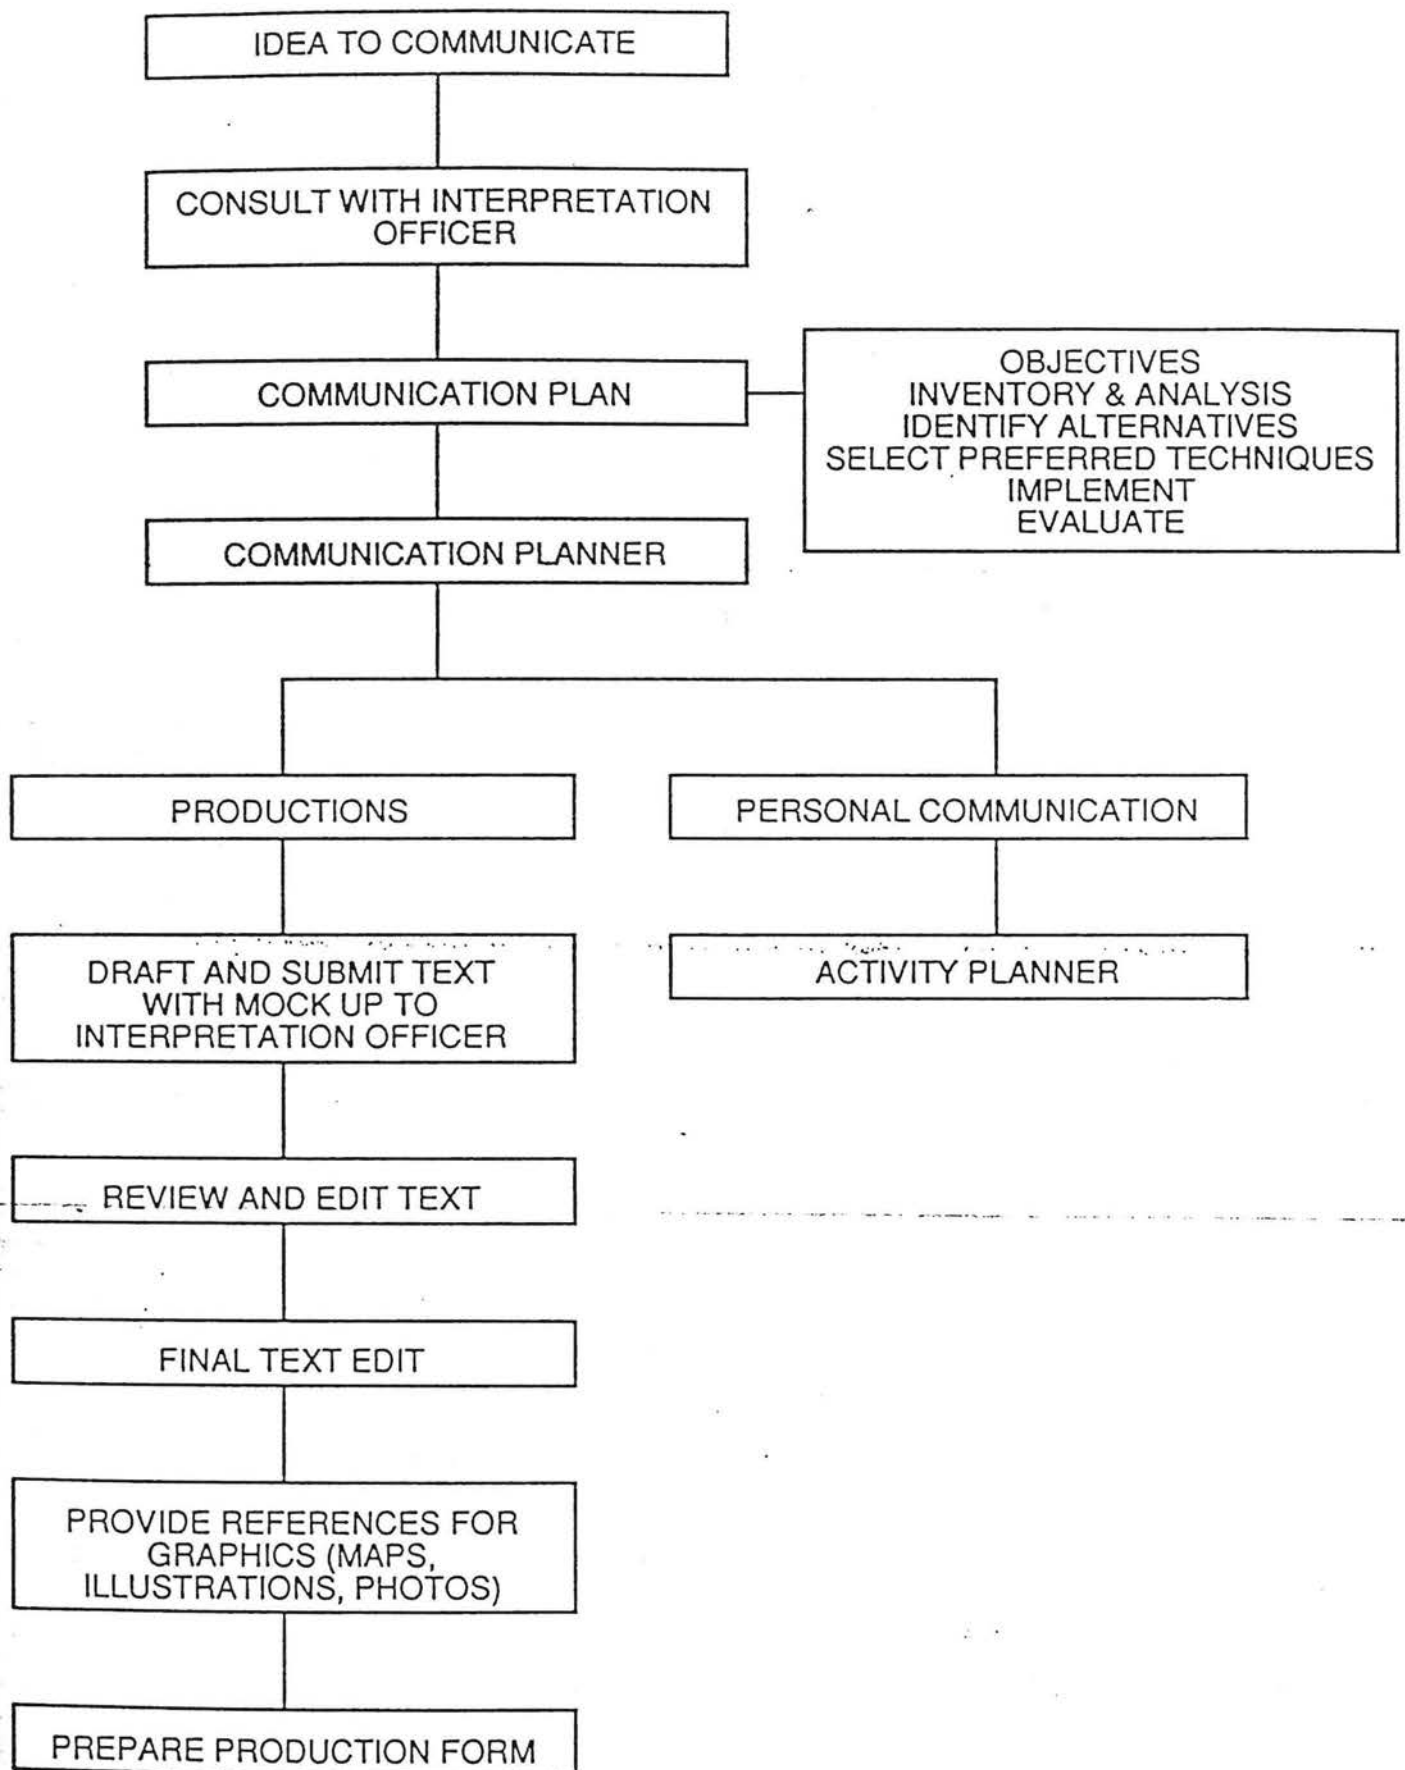 IDEA TO COMMUNICATE
CONSULT WITH INTERPRETATION
OFFICER
COMMUNICATION PLAN
OBJECTIVES
INVENTORY & ANALYSIS
IDENTIFY ALTERNATIVES
SELECT PREFERRED TECHNIQUES
IMPLEMENT
EVALUATE
COMMUNICATION PLANNER
PRODUCTIONS
PERSONAL COMMUNICATION
DRAFT AND SUBMIT TEXT
WITH MOCK UP TO
INTERPRETATION OFFICER
ACTIVITY PLANNER
REVIEW AND EDIT TEXT
FINAL TEXT EDIT
PROVIDE REFERENCES FOR
GRAPHICS (MAPS,
ILLUSTRATIONS, PHOTOS)
PREPARE PRODUCTION FORM